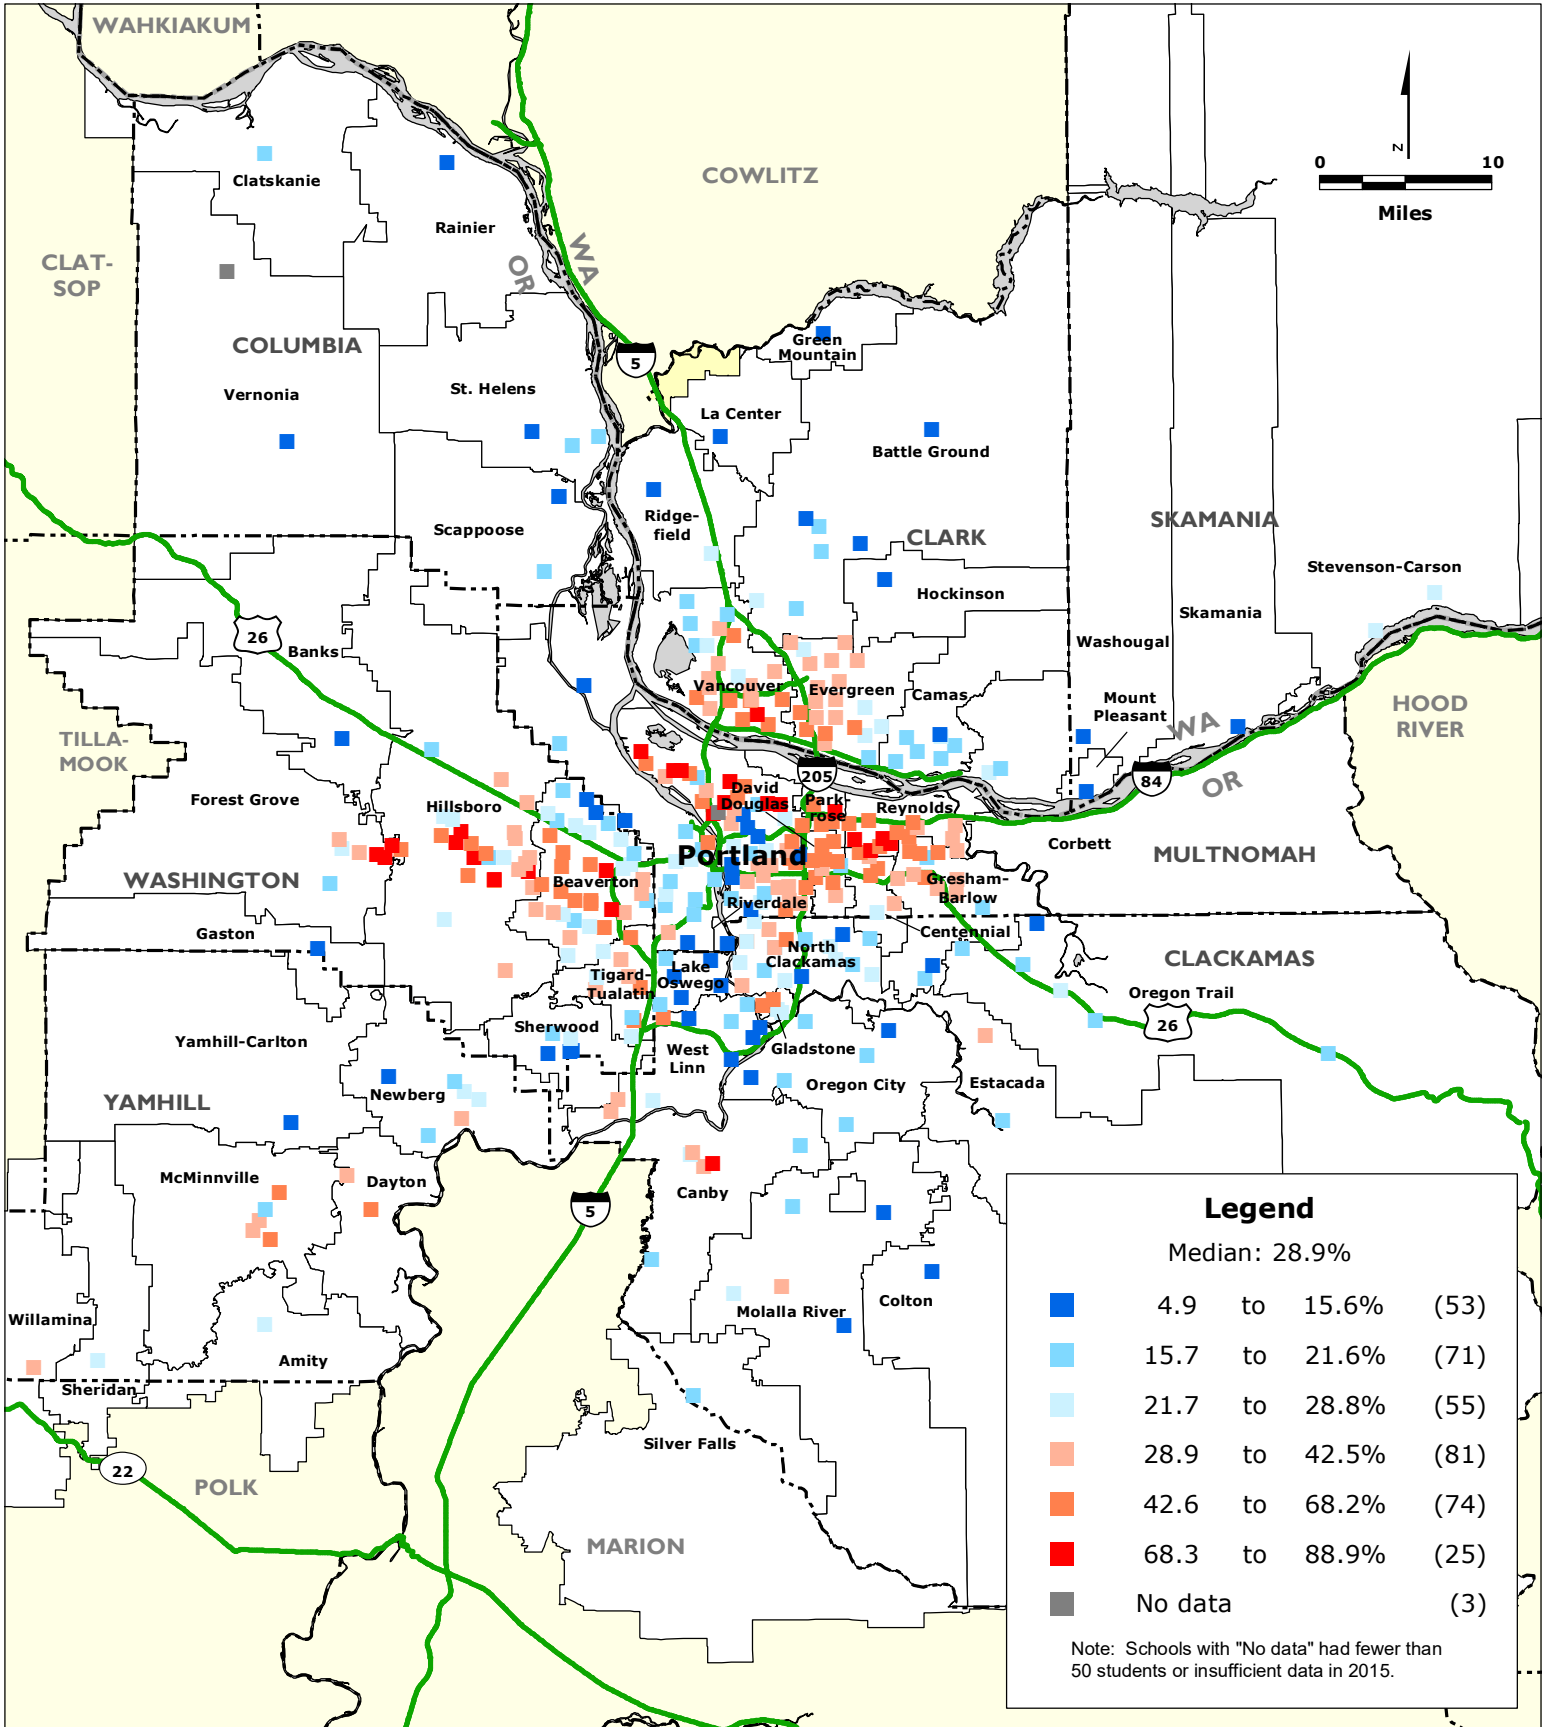 WAHKIAKUM
COWLITZ
0 10
Miles
N
Clatskanie
Rainier
WA
OR
CLAT-
SOP
COLUMBIA
5
Green
Mountain
Vernonia
St. Helens
La Center
Battle Ground
Scappoose
Ridge-
field
CLARK
SKAMANIA
Stevenson-Carson
Hockinson
Skamania
26
Banks
Washougal
Vancouver
Evergreen
Camas
Mount
Pleasant
HOOD
RIVER
TILLA-
MOOK
WA
OR
205
84
Forest Grove
Hillsboro
David
Douglas
Park-
rose
Reynolds
Corbett
MULTNOMAH
Portland
WASHINGTON
Beaverton
Gresham-
Barlow
Riverdale
Gaston
Centennial
North
Clackamas
CLACKAMAS
Lake
Oswego
Tigard-
Tualatin
Oregon Trail
Sherwood
26
Yamhill-Carlton
West
Linn
Gladstone
Newberg
Oregon City
Estacada
YAMHILL
McMinnville
Dayton
Canby
5
Willamina
Molalla River
Colton
Amity
Sheridan
Silver Falls
22
POLK
MARION
Legend
Median: 28.9%
4.9 to 15.6% (53)
15.7 to 21.6% (71)
21.7 to 28.8% (55)
28.9 to 42.5% (81)
42.6 to 68.2% (74)
68.3 to 88.9% (25)
No data (3)
Note: Schools with "No data" had fewer than
50 students or insufficient data in 2015.